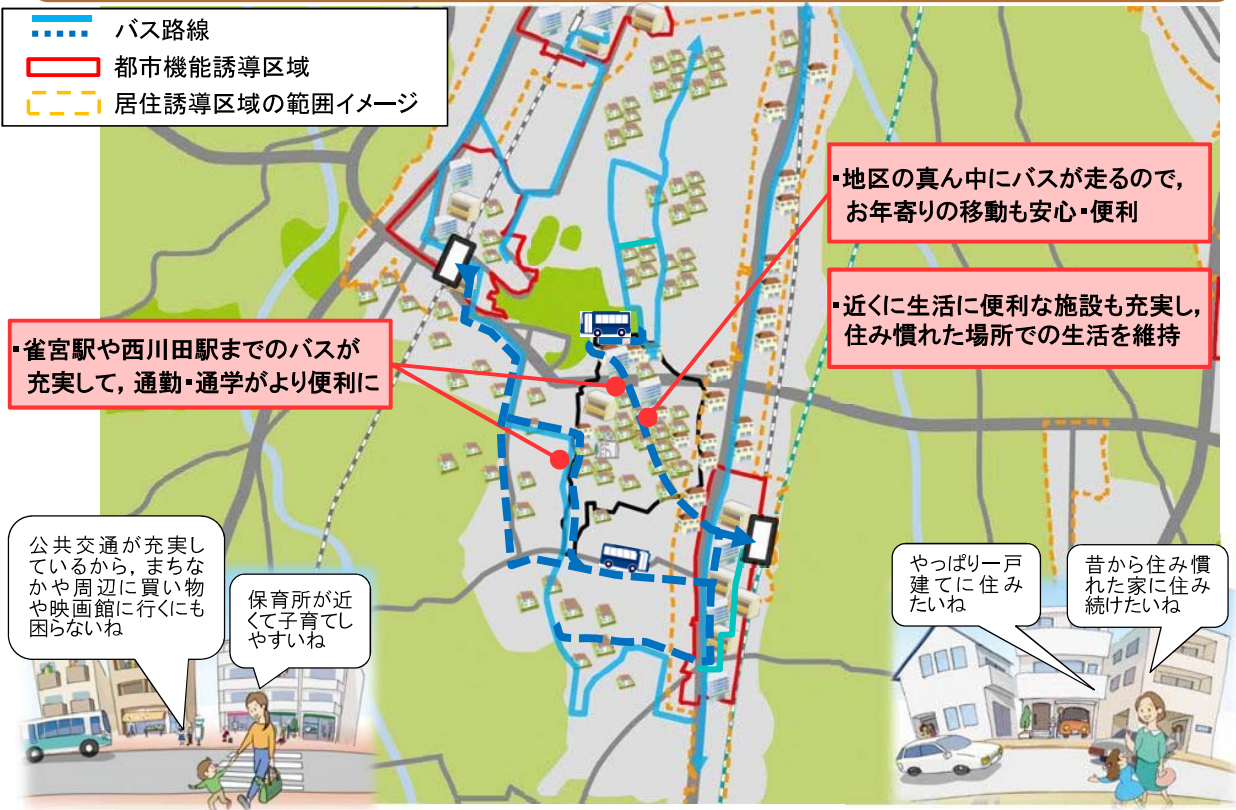 バス路線
都市機能誘導区域
居住誘導区域の範囲イメージ
▪地区の真ん中にバスが走るので，
お年寄りの移動も安心・便利
▪近くに生活に便利な施設も充実し，
住み慣れた場所での生活を維持
▪雀宮駅や西川田駅までのバスが
充実して，通勤・通学がより便利に
公共交通が充実し
ているから，まちな
かや周辺に買い物
や映画館に行くにも
困らないね
保育所が近
くて子育てし
やすいね
やっぱり一戸
建てに住み
たいね
昔から住み慣
れた家に住み
続けたいね